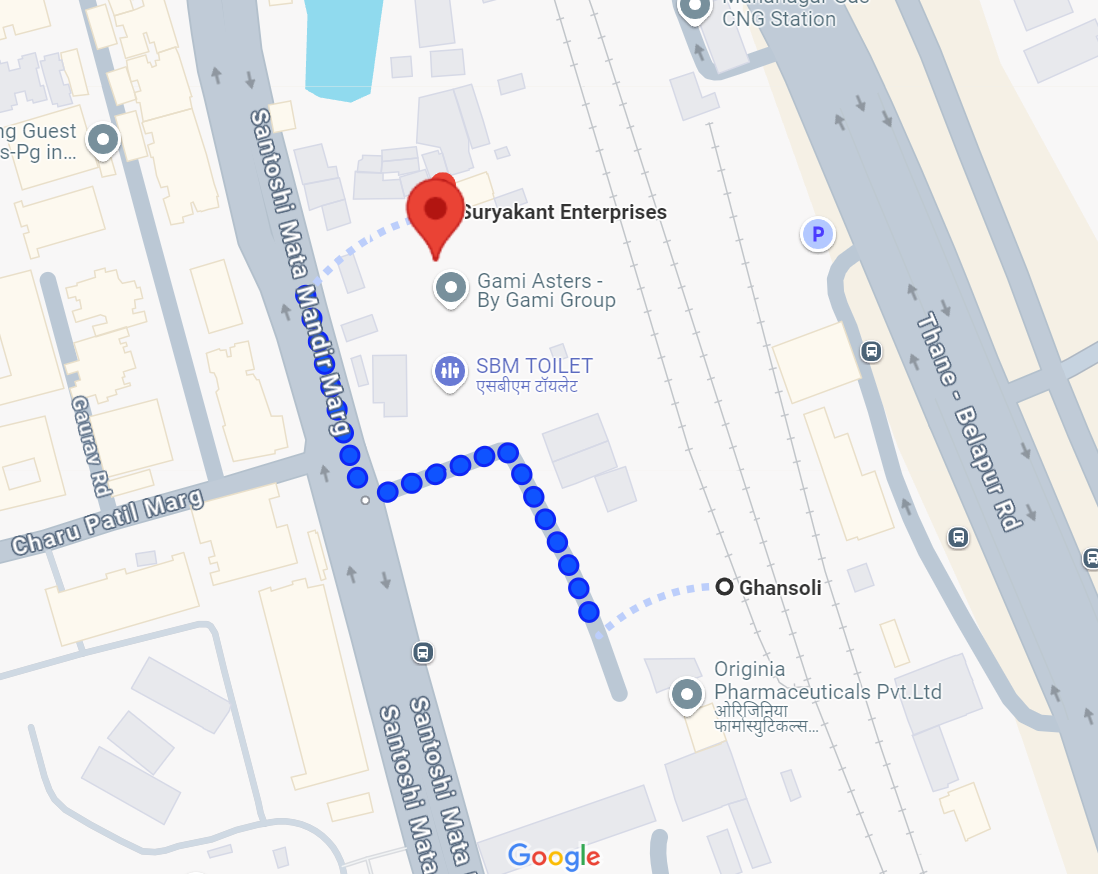 CNG Station
ng Guest
s-Pg in...
Santoshi Mata Mandir Marg
Suryakant Enterprises
P
Gami Asters -
By Gami Group
SBM TOILET
एसबीएम टॉयलेट
Thane - Belapur Rd
Gaurav Rd
Charu Patil Marg
Ghansoli
Originia
Pharmaceuticals Pvt.Ltd
ओरिजिनिया
फार्मास्युटिकल्स...
Santoshi Mata
Santoshi Mata
Google